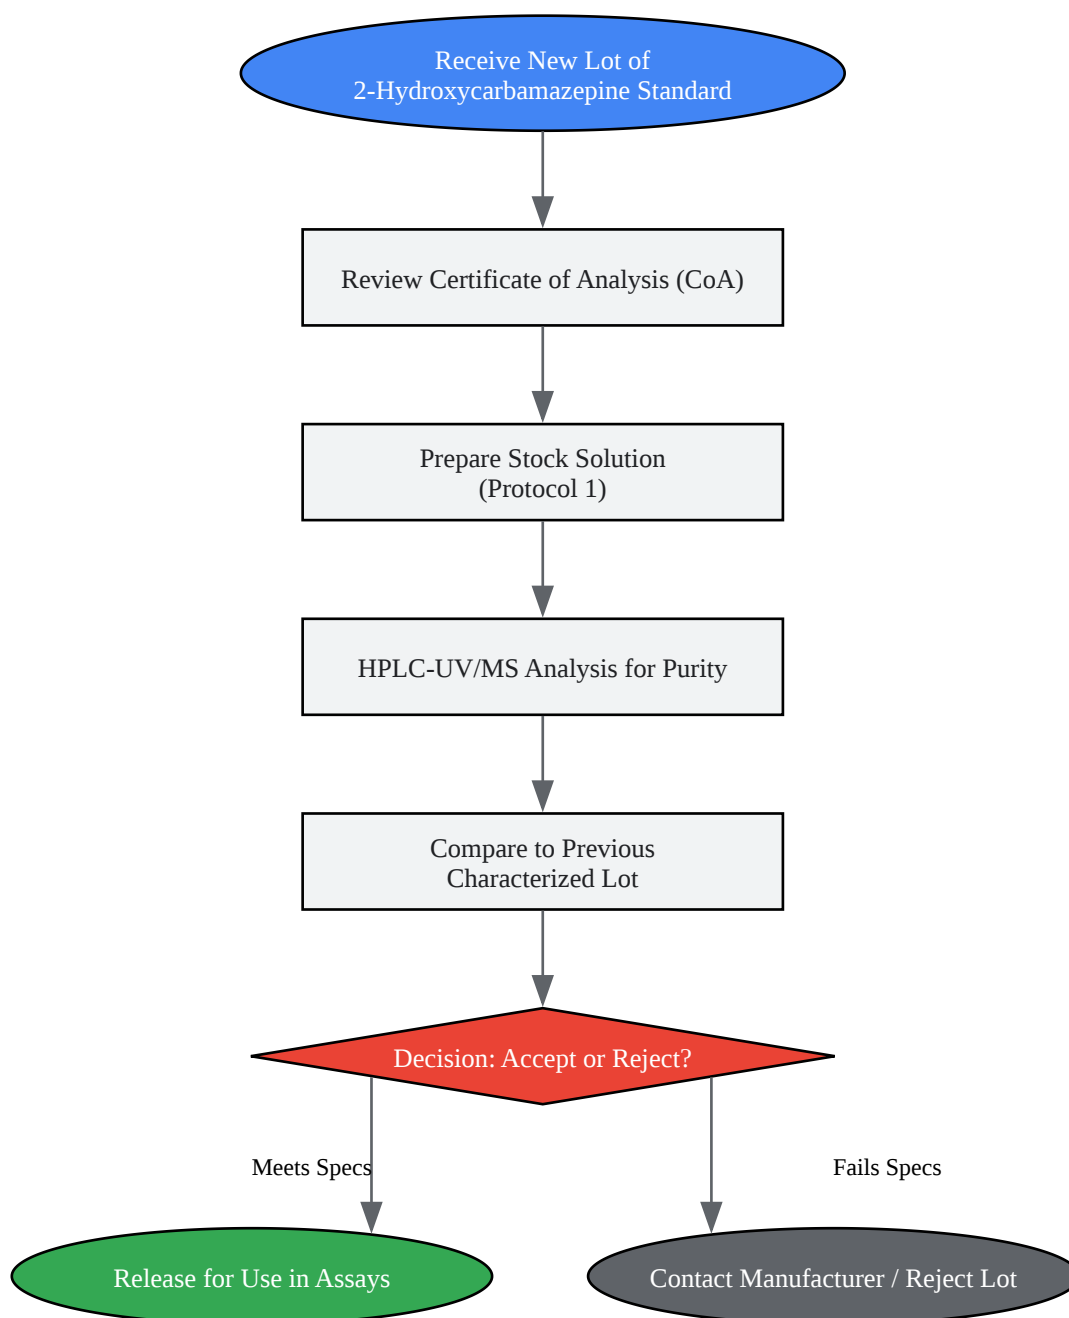 Receive New Lot of
2-Hydroxycarbamazepine Standard
Review Certificate of Analysis (CoA)
Prepare Stock Solution
(Protocol 1)
HPLC-UV/MS Analysis for Purity
Compare to Previous
Characterized Lot
Decision: Accept or Reject?
Meets Specs
Fails Specs
Release for Use in Assays
Contact Manufacturer / Reject Lot